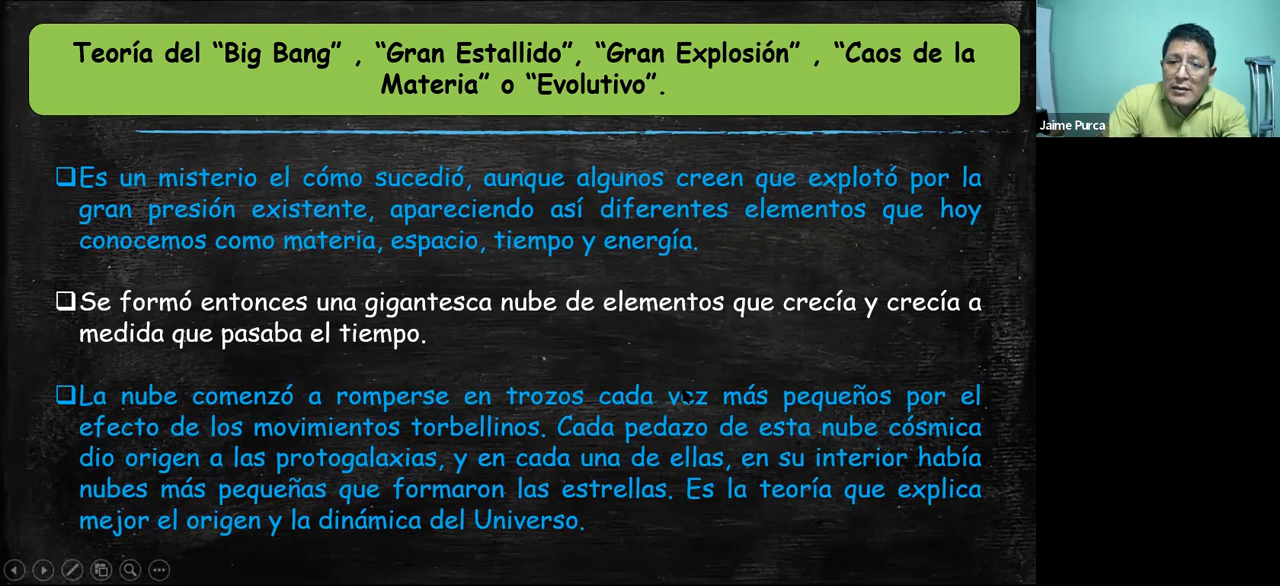 Teoría del “Big Bang” , “Gran Estallido”, “Gran Explosión” , “Caos de la
Materia” o “Evolutivo”.
Jaime Purca
❑Es un misterio el cómo sucedió, aunque algunos creen que explotó por la
gran presión existente, apareciendo así diferentes elementos que hoy
conocemos como materia, espacio, tiempo y energía.
❑Se formó entonces una gigantesca nube de elementos que crecía y crecía a
medida que pasaba el tiempo.
❑La nube comenzó a romperse en trozos cada vez más pequeños por el
efecto de los movimientos torbellinos. Cada pedazo de esta nube cósmica
dio origen a las protogalaxias, y en cada una de ellas, en su interior había
nubes más pequeñas que formaron las estrellas. Es la teoría que explica
mejor el origen y la dinámica del Universo.